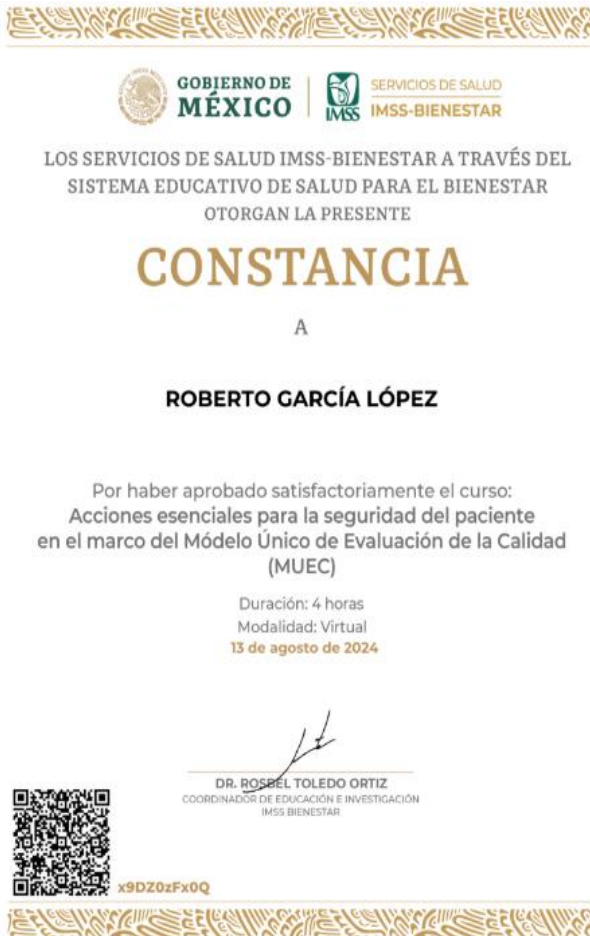 GOBIERNO DE
MÉXICO
IMSS
SERVICIOS DE SALUD
IMSS-BIENESTAR
LOS SERVICIOS DE SALUD IMSS-BIENESTAR A TRAVÉS DEL
SISTEMA EDUCATIVO DE SALUD PARA EL BIENESTAR
OTORGAN LA PRESENTE
CONSTANCIA
A
ROBERTO GARCÍA LÓPEZ
Por haber aprobado satisfactoriamente el curso:
Acciones esenciales para la seguridad del paciente
en el marco del Módelo Único de Evaluación de la Calidad
(MUEC)
Duración: 4 horas
Modalidad: Virtual
13 de agosto de 2024
DR. ROSBEL TOLEDO ORTIZ
COORDINADOR DE EDUCACIÓN E INVESTIGACIÓN
IMSS BIENESTAR
x9DZ0zFx0Q